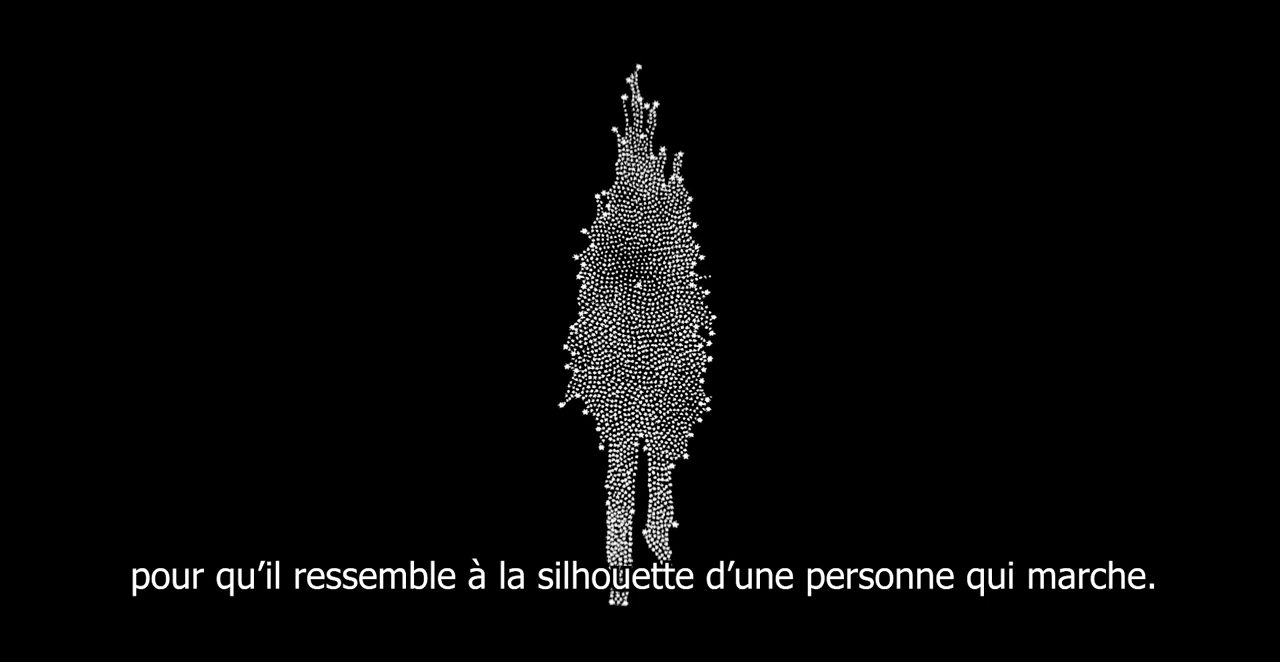 pour qu’il ressemble à la silhouette d’une personne qui marche.